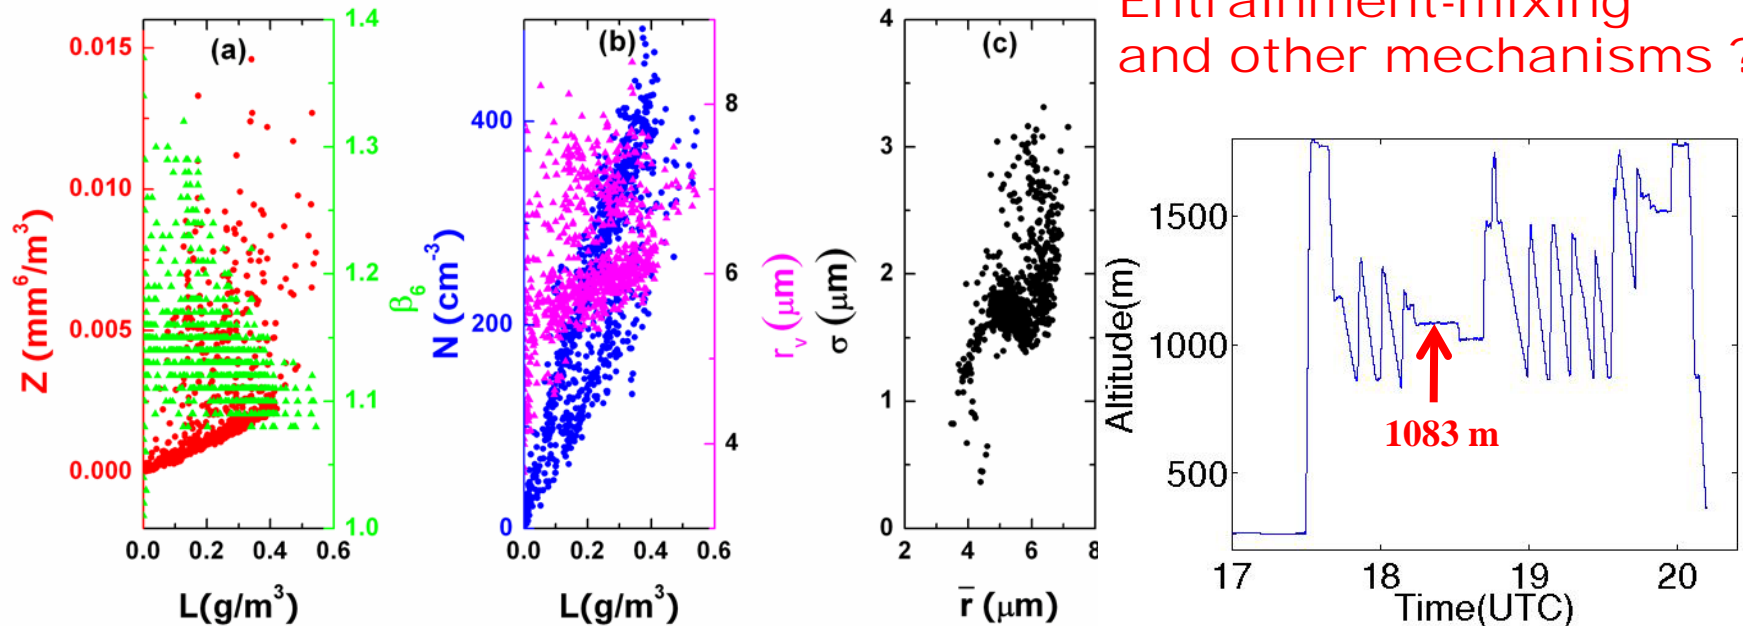 Entrainment-mixing
and other mechanisms ?
(a)
0.015
0.010
0.005
0.000
Z (mm⁶/m³)
1.4
1.3
1.2
1.1
1.0
β₆
0.0 0.2 0.4 0.6
L(g/m³)
(b)
400
200
0
N (cm⁻³)
8
6
4
r_v (μm)
0.0 0.2 0.4 0.6
L(g/m³)
(c)
4
3
2
1
0
σ (μm)
2 4 6 8
r̅ (μm)
1500
1000
500
Altitude(m)
1083 m
17 18 19 20
Time(UTC)